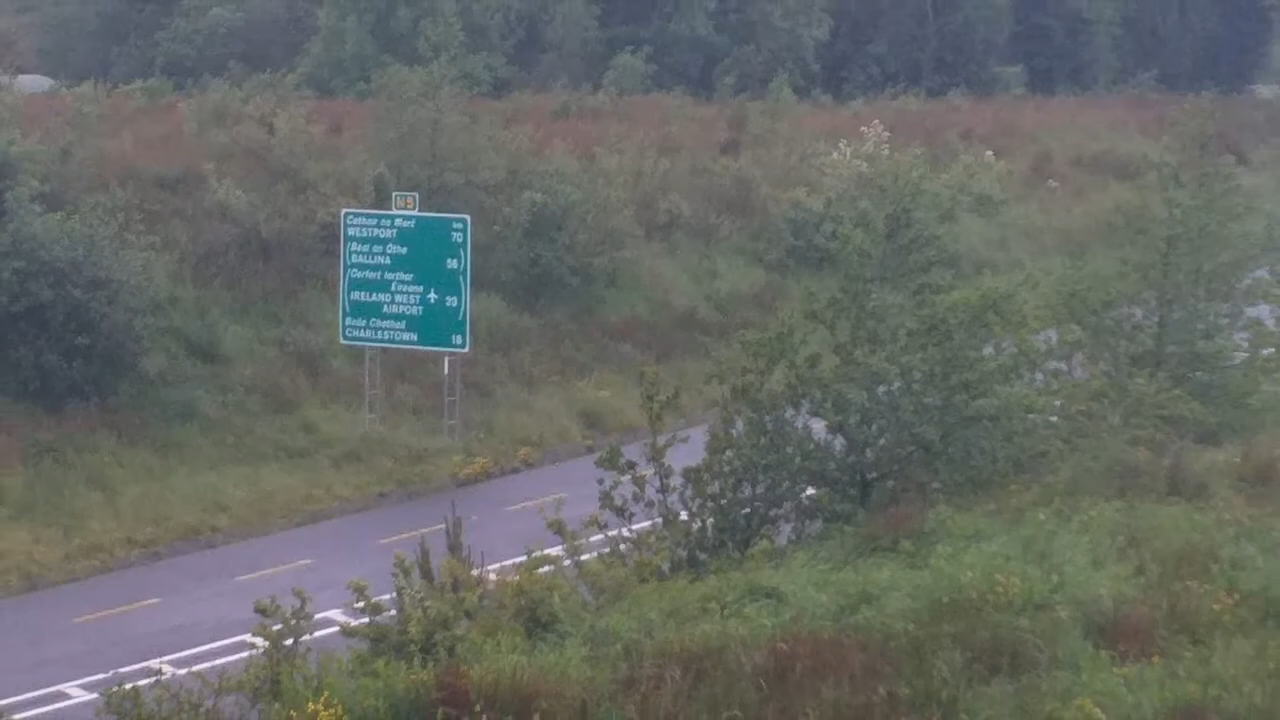 N5
km
Cathair na Mart
WESTPORT 70
(Béal an Átha
BALLINA 56)
(Aerfort Iarthar
Éireann
IRELAND WEST 33
AIRPORT)
Baile Chathail
CHARLESTOWN 18